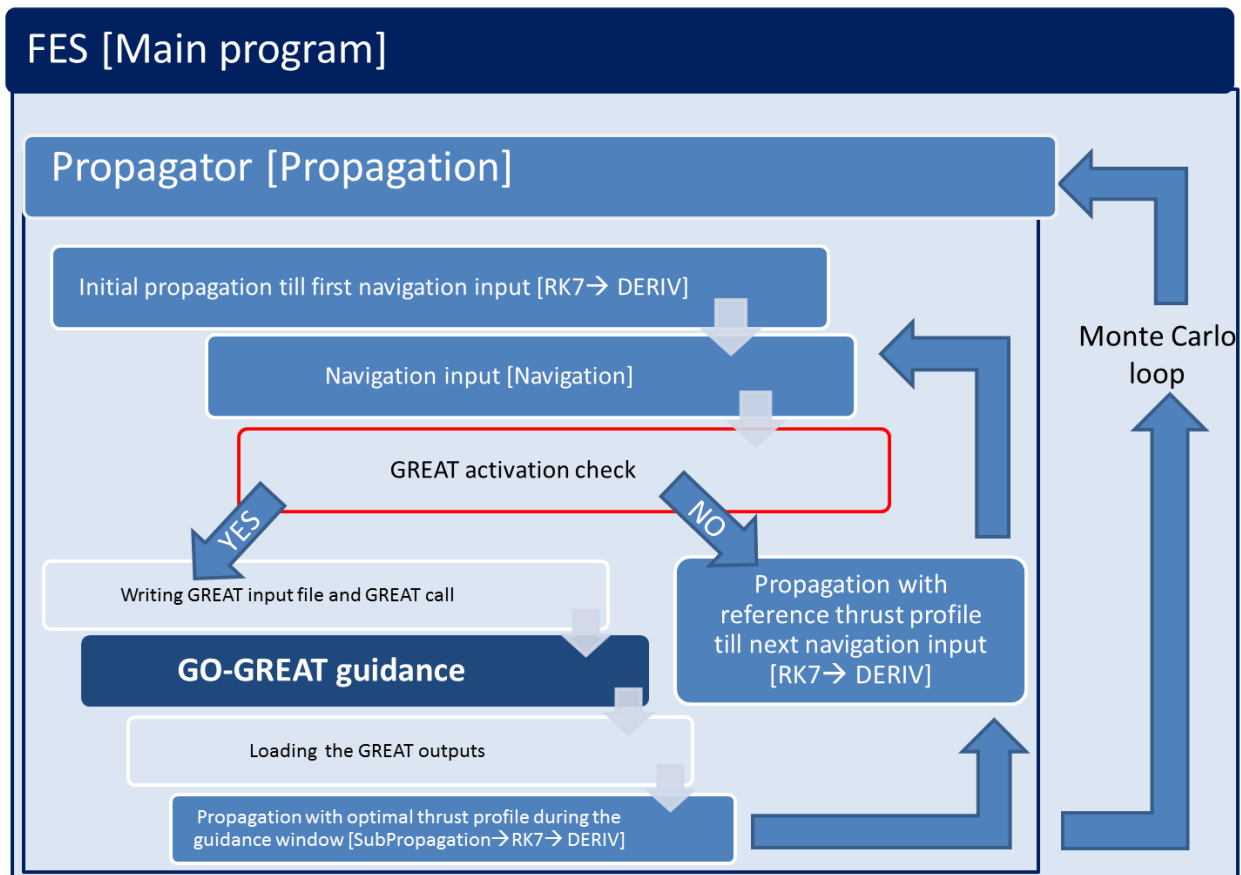 FES [Main program]
Propagator [Propagation]
Initial propagation till first navigation input [RK7→ DERIV]
Navigation input [Navigation]
Monte Carlo
loop
GREAT activation check
YES
NO
Writing GREAT input file and GREAT call
Propagation with
reference thrust profile
till next navigation input
[RK7→ DERIV]
GO-GREAT guidance
Loading the GREAT outputs
Propagation with optimal thrust profile during the
guidance window [SubPropagation→RK7→ DERIV]